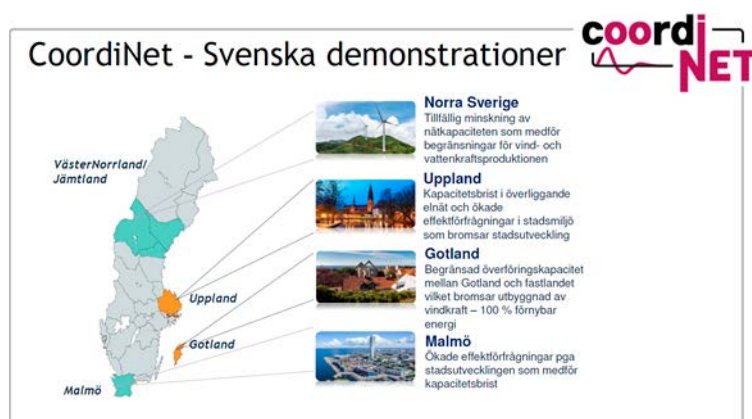 CoordiNet - Svenska demonstrationer
coordi
NET
VästerNorrland/
Jämtland
Uppland
Gotland
Malmö
Norra Sverige
Tillfällig minskning av
nätkapaciteten som medför
begränsningar för vind- och
vattenkraftsproduktionen
Uppland
Kapacitetsbrist i överliggande
elnät och ökade
effektförfrågningar i stadsmiljö
som bromsar stadsutveckling
Gotland
Begränsad överföringskapacitet
mellan Gotland och fastlandet
vilket bromsar utbyggnad av
vindkraft – 100 % förnybar
energi
Malmö
Ökade effektförfrågningar pga
stadsutvecklingen som medför
kapacitetsbrist